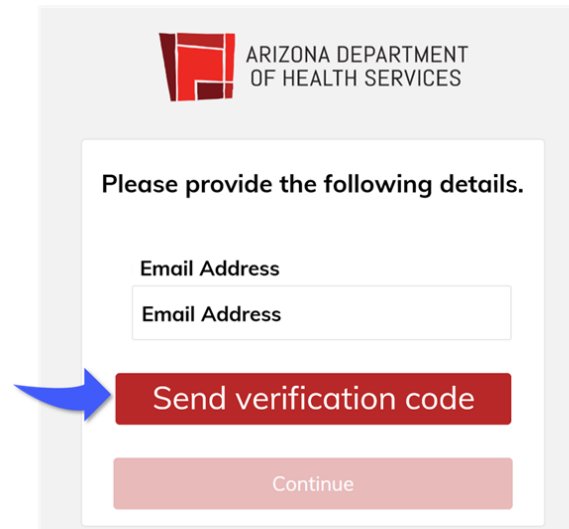 ARIZONA DEPARTMENT
OF HEALTH SERVICES
Please provide the following details.
Email Address
Email Address
Send verification code
Continue